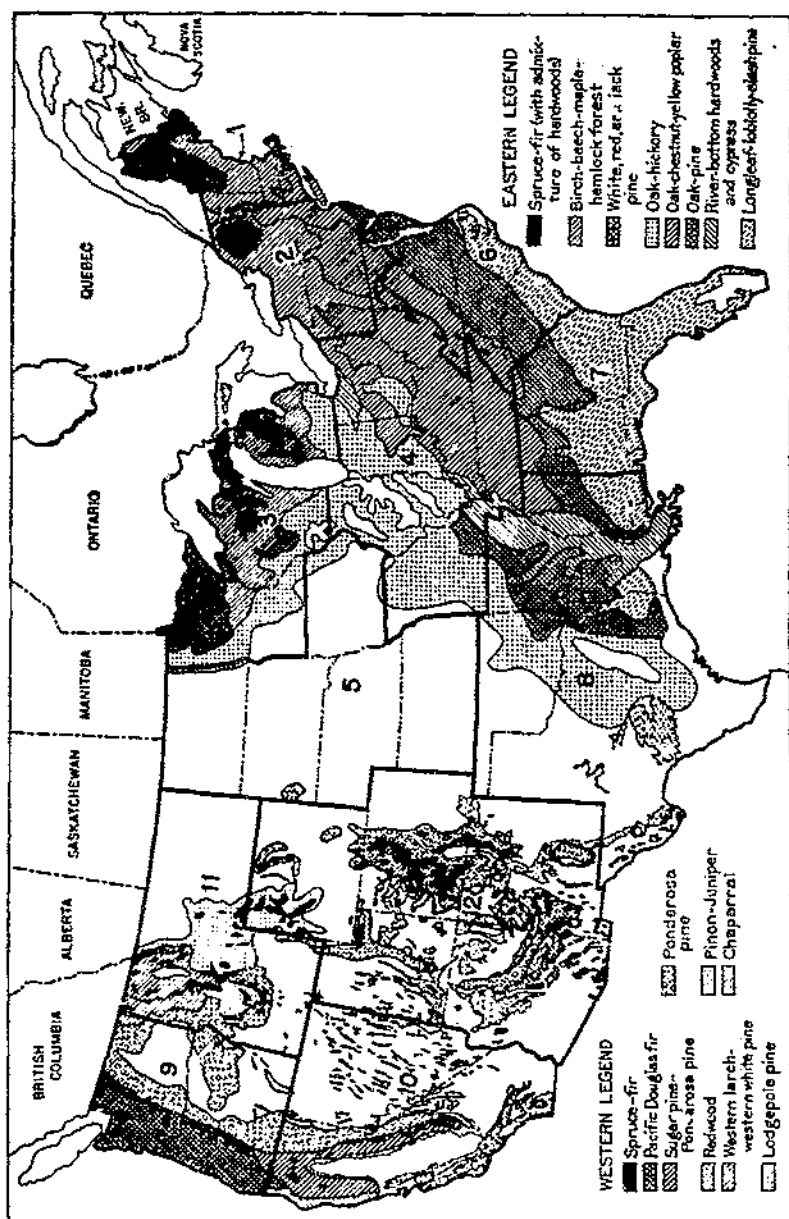 BRITISH
COLUMBIA
ALBERTA
SASKATCHEWAN
MANITOBA
ONTARIO
QUEBEC
NEW
BR.
NOVA
SCOTIA
1
2
3
4
5
6
7
8
9
10
11
12
WESTERN LEGEND
Spruce-fir
Pacific Douglas fir
Sugar pine-
Ponderosa pine
Redwood
Western larch-
western white pine
Lodgepole pine
Ponderosa
pine
Pinon-Juniper
Chaparral
EASTERN LEGEND
Spruce-fir (with admix-
ture of hardwoods)
Birch-beech-maple-
hemlock forest
White, red, and jack
pine
Oak-hickory
Oak-chestnut-yellow poplar
Oak-pine
River-bottom hardwoods
and cypress
Longleaf-loblolly-slash pine